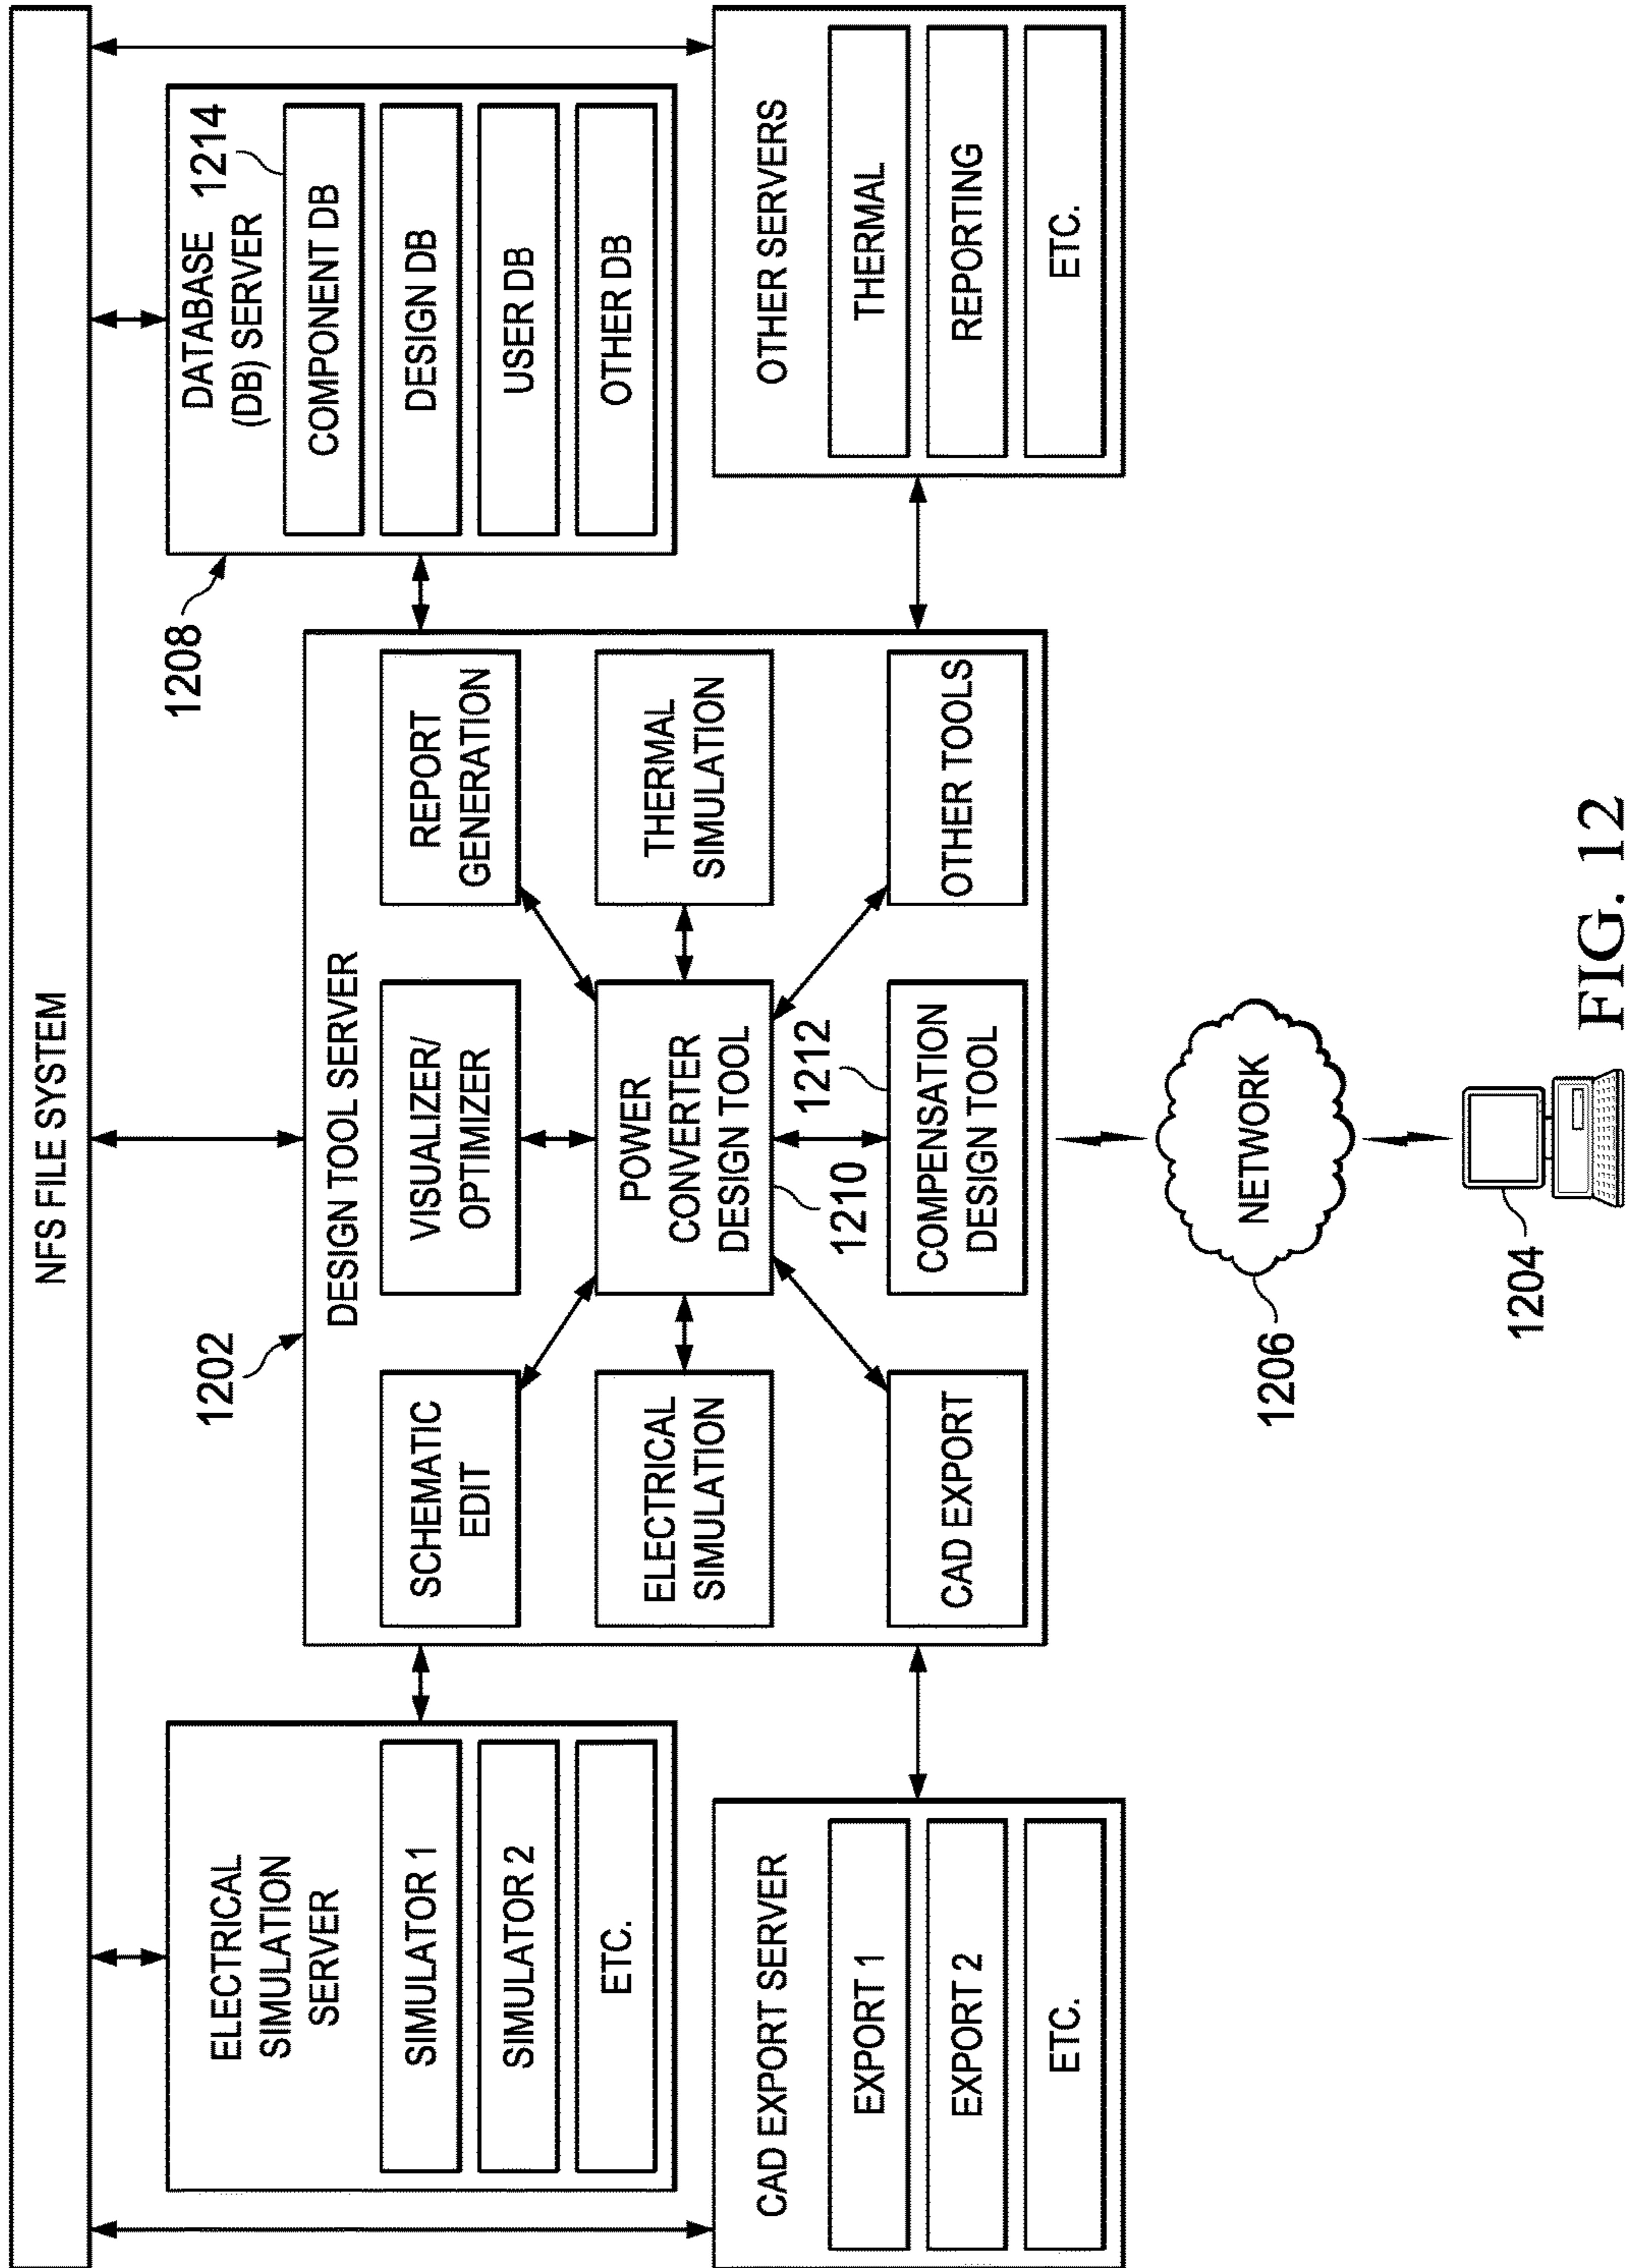 NFS FILE SYSTEM
ELECTRICAL
SIMULATION
SERVER
SIMULATOR 1
SIMULATOR 2
ETC.
CAD EXPORT SERVER
EXPORT 1
EXPORT 2
ETC.
1202
DESIGN TOOL SERVER
SCHEMATIC
EDIT
VISUALIZER/
OPTIMIZER
REPORT
GENERATION
ELECTRICAL
SIMULATION
POWER
CONVERTER
DESIGN TOOL
THERMAL
SIMULATION
1210
1212
CAD EXPORT
COMPENSATION
DESIGN TOOL
OTHER TOOLS
1208
DATABASE
(DB) SERVER
1214
COMPONENT DB
DESIGN DB
USER DB
OTHER DB
OTHER SERVERS
THERMAL
REPORTING
ETC.
1206
NETWORK
1204
FIG. 12